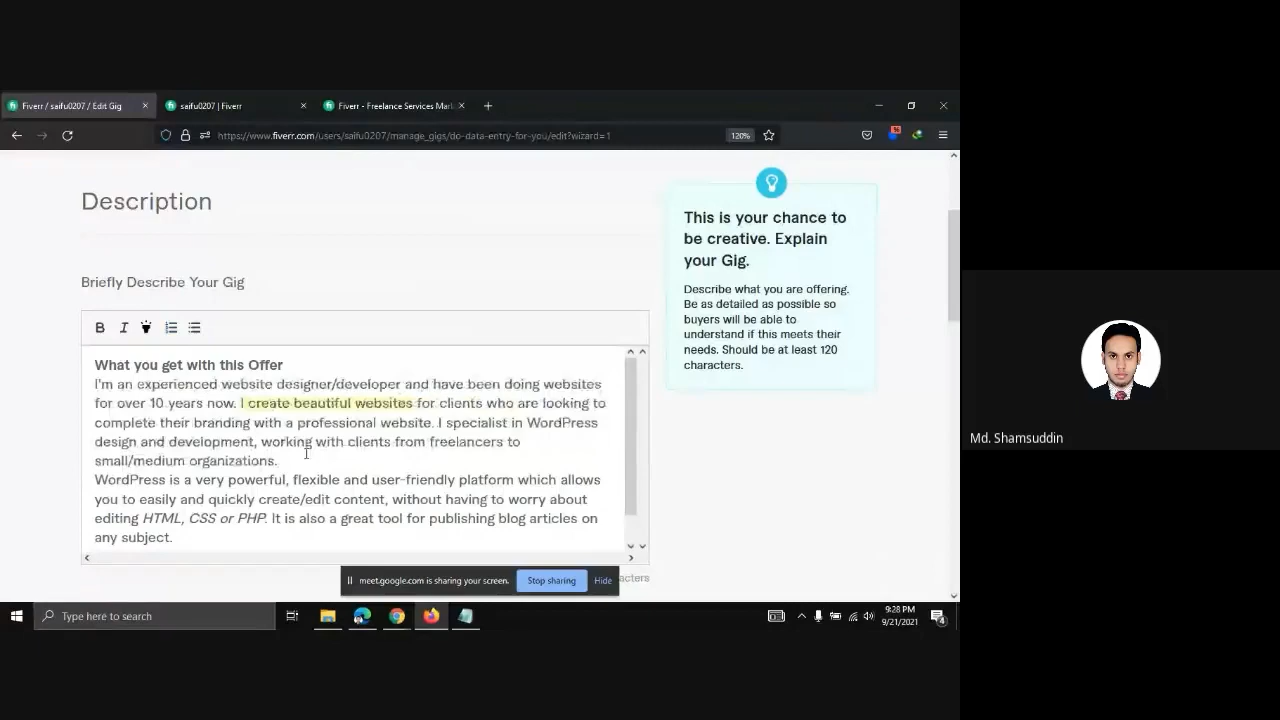 Fiverr / saifu0207 / Edit Gig
saifu0207 | Fiverr
Fiverr - Freelance Services Mar
https://www.fiverr.com/users/saifu0207/manage_gigs/do-data-entry-for-you/edit?wizard=1
120%
Description
Briefly Describe Your Gig
B I
What you get with this Offer
I'm an experienced website designer/developer and have been doing websites
for over 10 years now. I create beautiful websites for clients who are looking to
complete their branding with a professional website. I specialist in WordPress
design and development, working with clients from freelancers to
small/medium organizations.
WordPress is a very powerful, flexible and user-friendly platform which allows
you to easily and quickly create/edit content, without having to worry about
editing HTML, CSS or PHP. It is also a great tool for publishing blog articles on
any subject.
acters
This is your chance to
be creative. Explain
your Gig.
Describe what you are offering.
Be as detailed as possible so
buyers will be able to
understand if this meets their
needs. Should be at least 120
characters.
meet.google.com is sharing your screen.
Stop sharing
Hide
Type here to search
9:28 PM
9/21/2021
4
Md. Shamsuddin